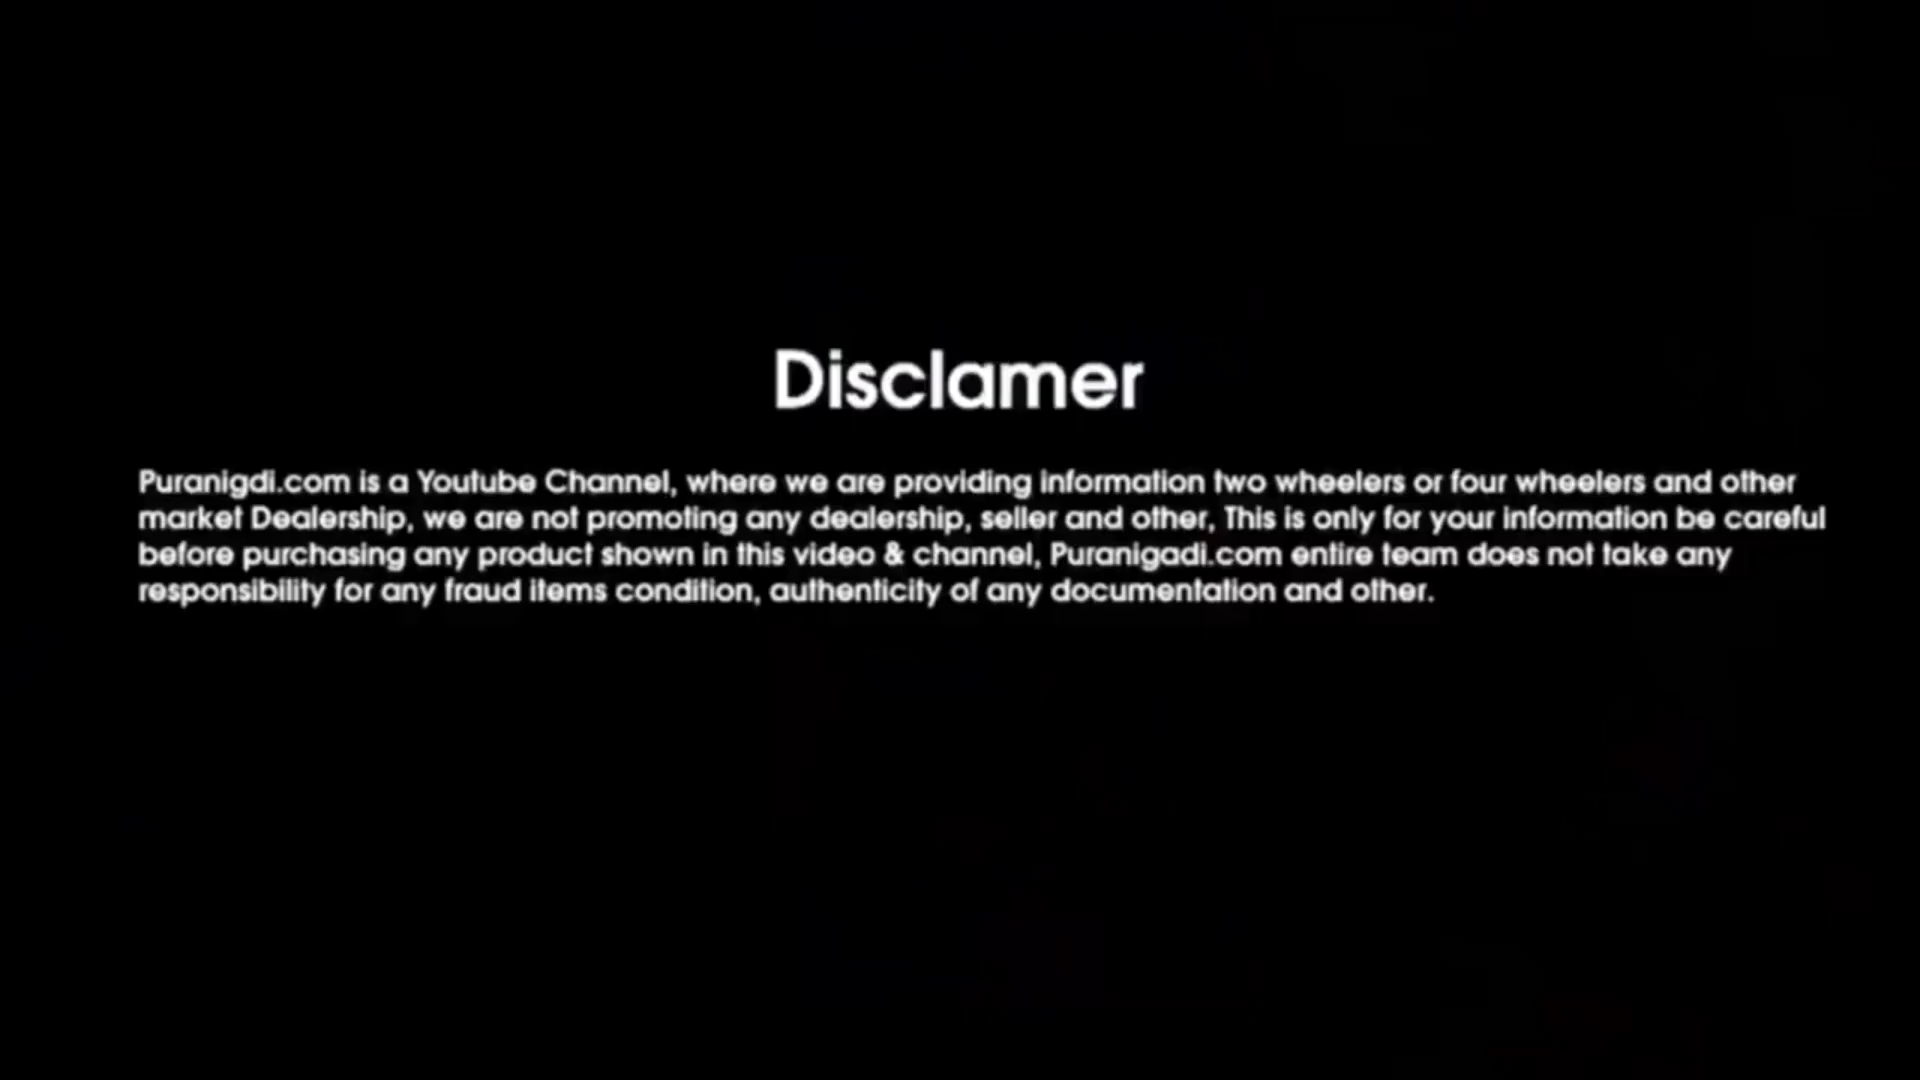 Disclamer
Puranigdi.com is a Youtube Channel, where we are providing information two wheelers or four wheelers and other
market Dealership, we are not promoting any dealership, seller and other, This is only for your information be careful
before purchasing any product shown in this video & channel, Puranigadi.com entire team does not take any
responsibility for any fraud items condition, authenticity of any documentation and other.